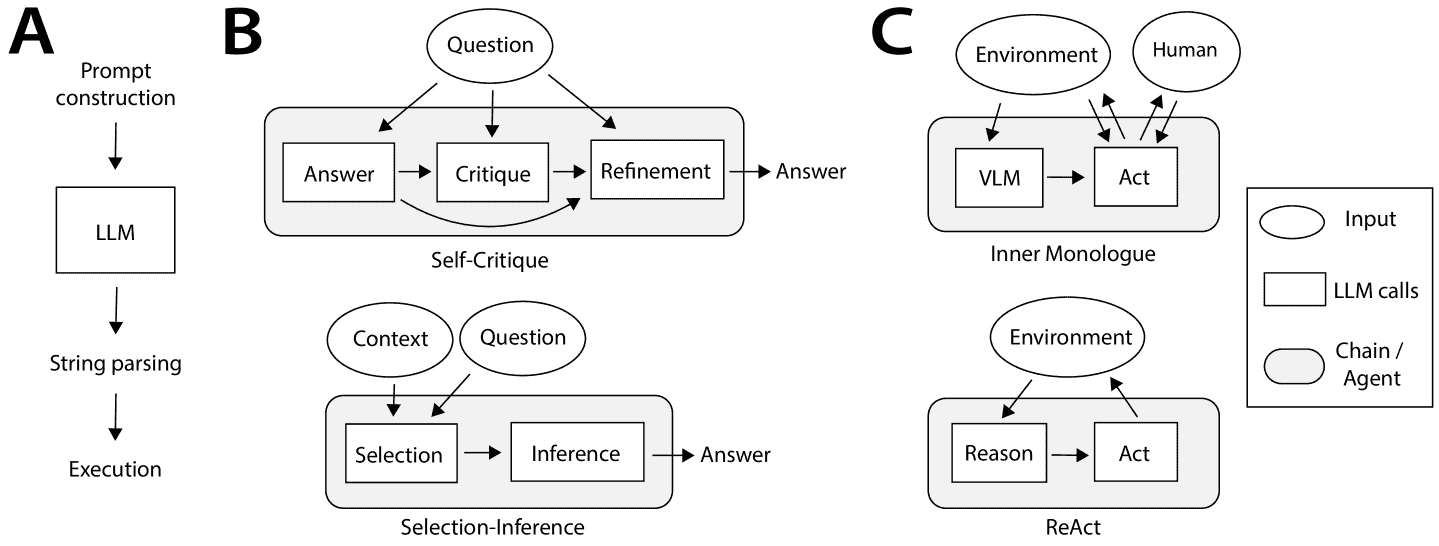 A
Prompt
construction
LLM
String parsing
Execution
B
Question
Answer
Critique
Refinement
Answer
Self-Critique
Context
Question
Selection
Inference
Answer
Selection-Inference
C
Environment
Human
VLM
Act
Inner Monologue
Environment
Reason
Act
ReAct
Input
LLM calls
Chain /
Agent